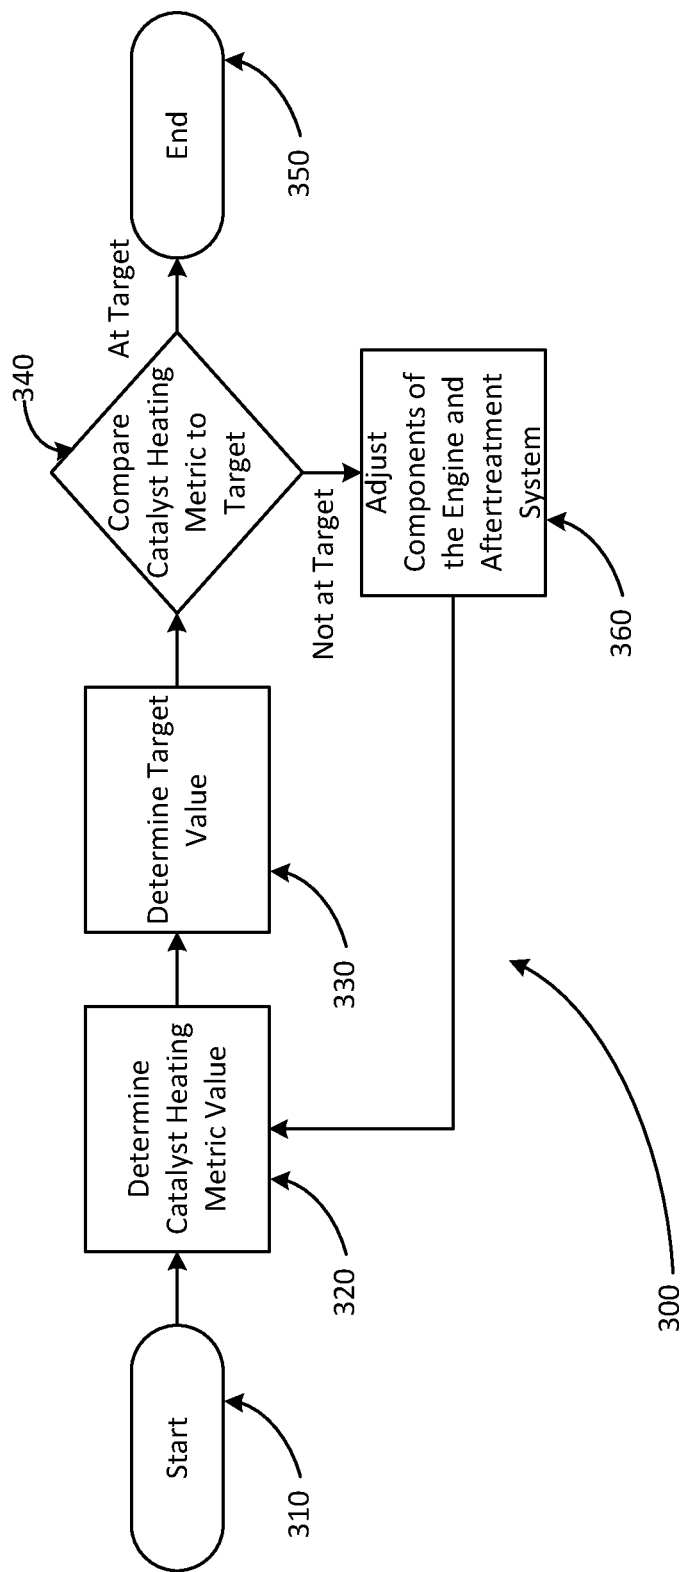 Start
310
Determine
Catalyst Heating
Metric Value
320
Determine Target
Value
330
340
Compare
Catalyst Heating
Metric to
Target
At Target
End
350
Not at Target
Adjust
Components of
the Engine and
Aftertreatment
System
360
300